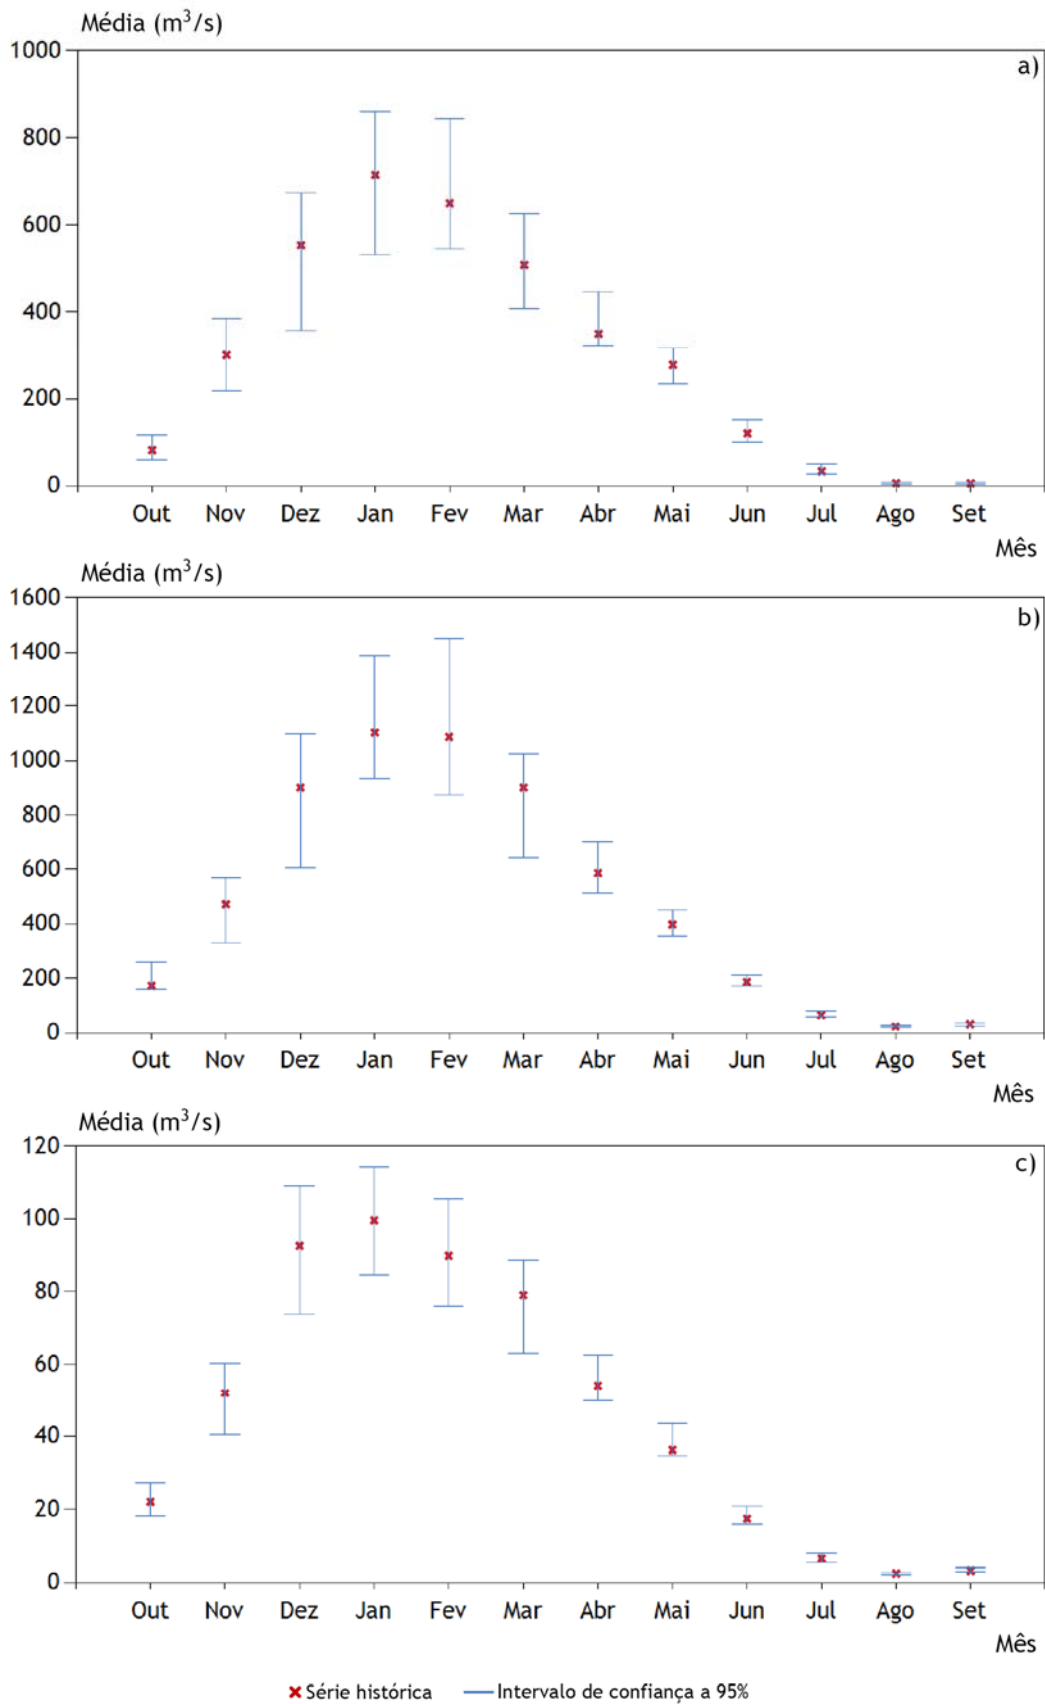 Média (m³/s)
1000
a)
800
600
400
200
0
Out Nov Dez Jan Fev Mar Abr Mai Jun Jul Ago Set
Mês
Média (m³/s)
1600
b)
1400
1200
1000
800
600
400
200
0
Out Nov Dez Jan Fev Mar Abr Mai Jun Jul Ago Set
Mês
Média (m³/s)
120
c)
100
80
60
40
20
0
Out Nov Dez Jan Fev Mar Abr Mai Jun Jul Ago Set
Mês
Série histórica Intervalo de confiança a 95%